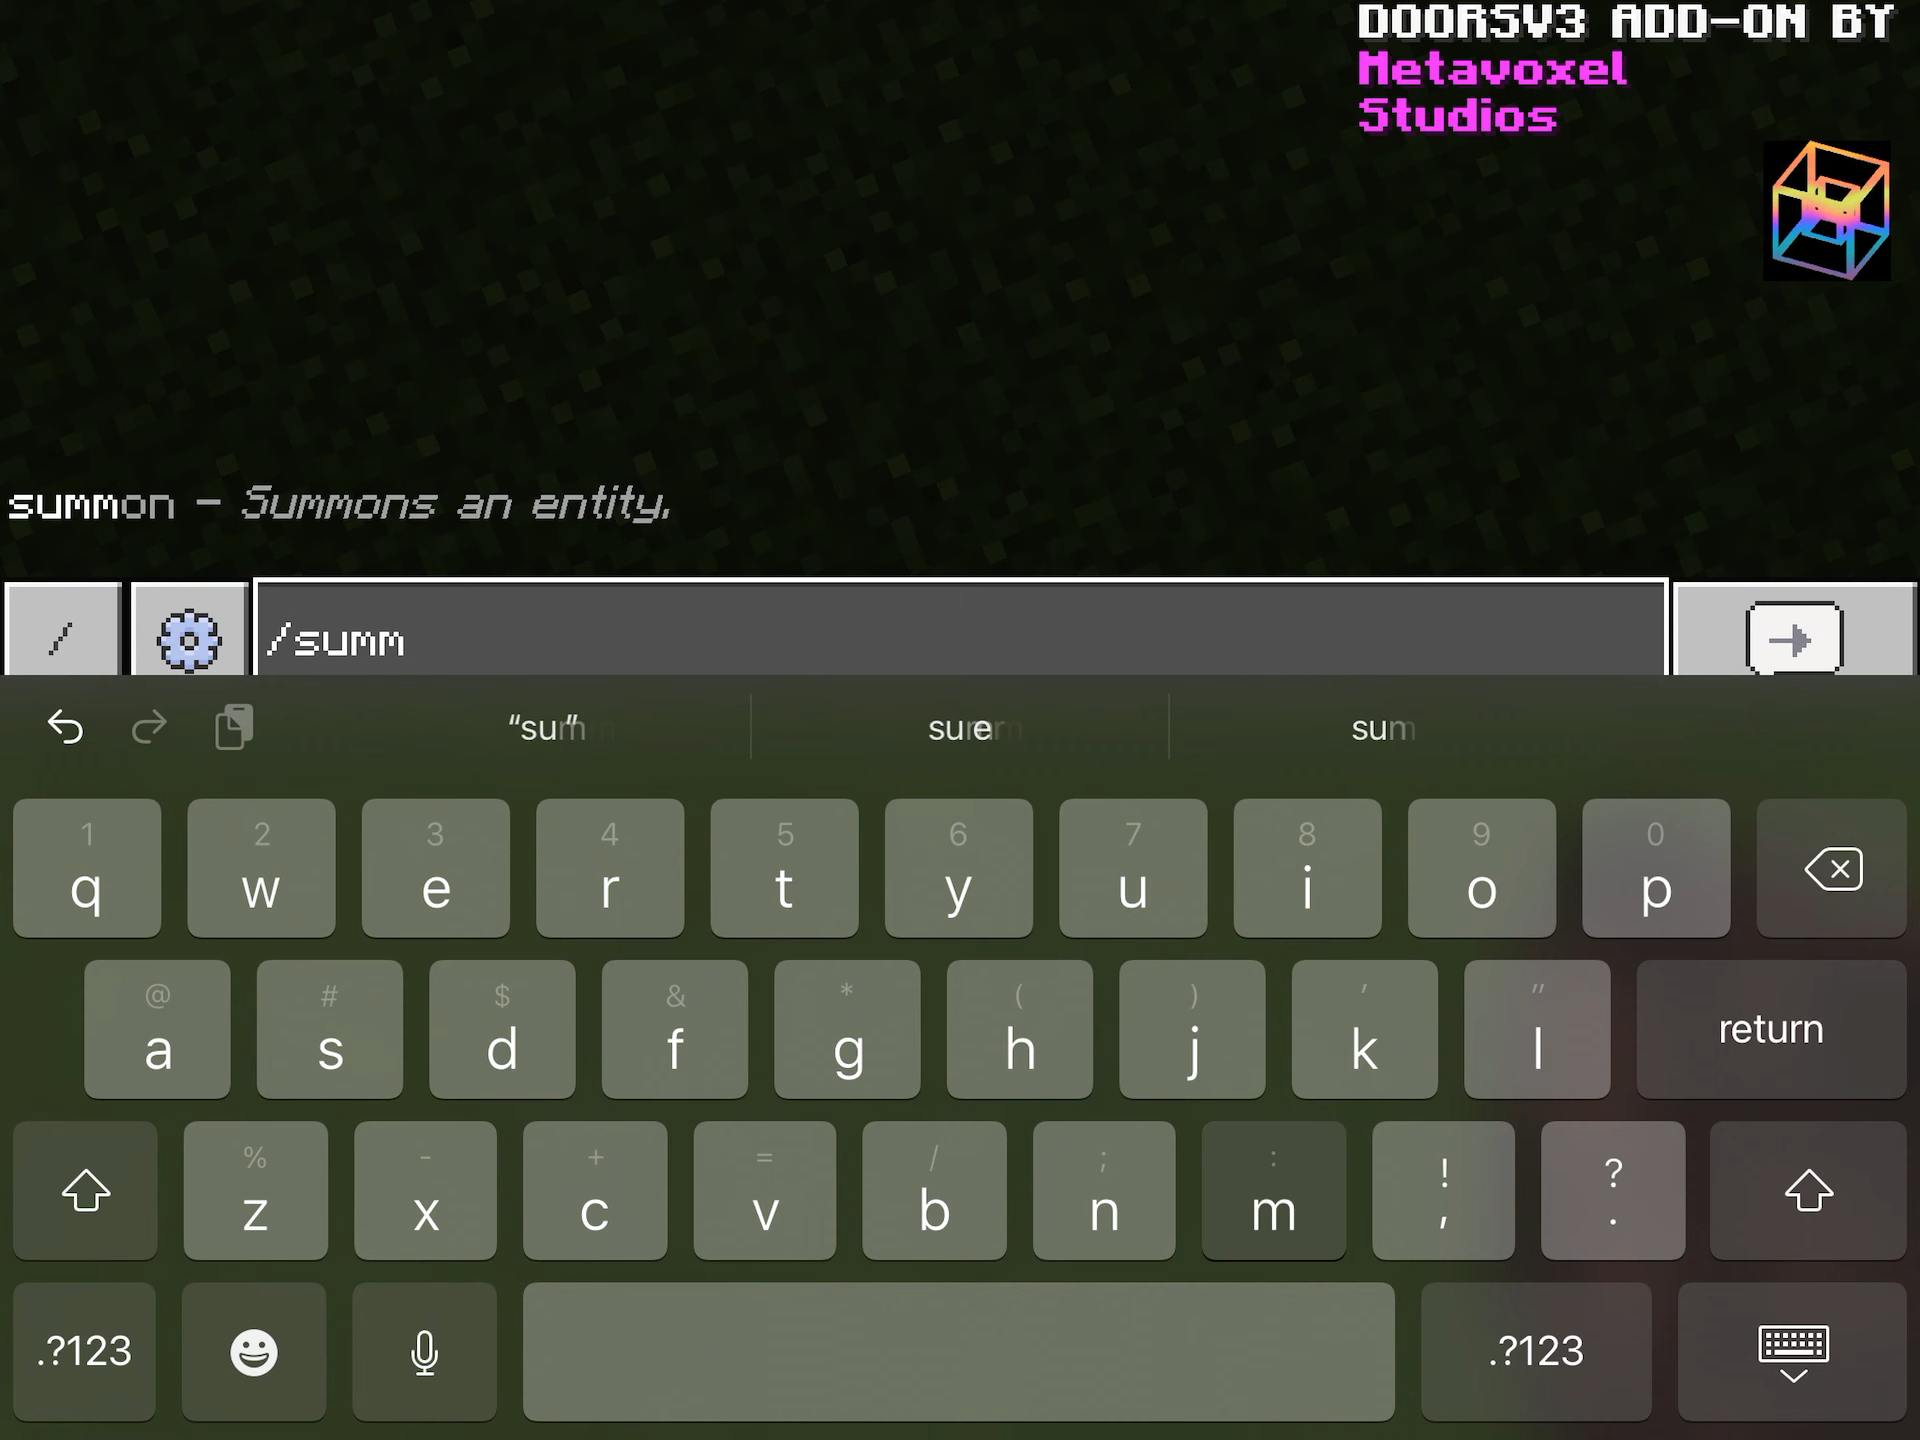 DOORSV3 ADD-ON BY
Metavoxel
Studios
summon - Summons an entity.
/
/summ
“su“
sure
sum
1 2 3 4 5 6 7 8 9 0
q w e r t y u i o p
@ # $ & * ( ) ' "
a s d f g h j k l return
% - + = / ; : ! ?
z x c v b n m , .
.?123 .?123